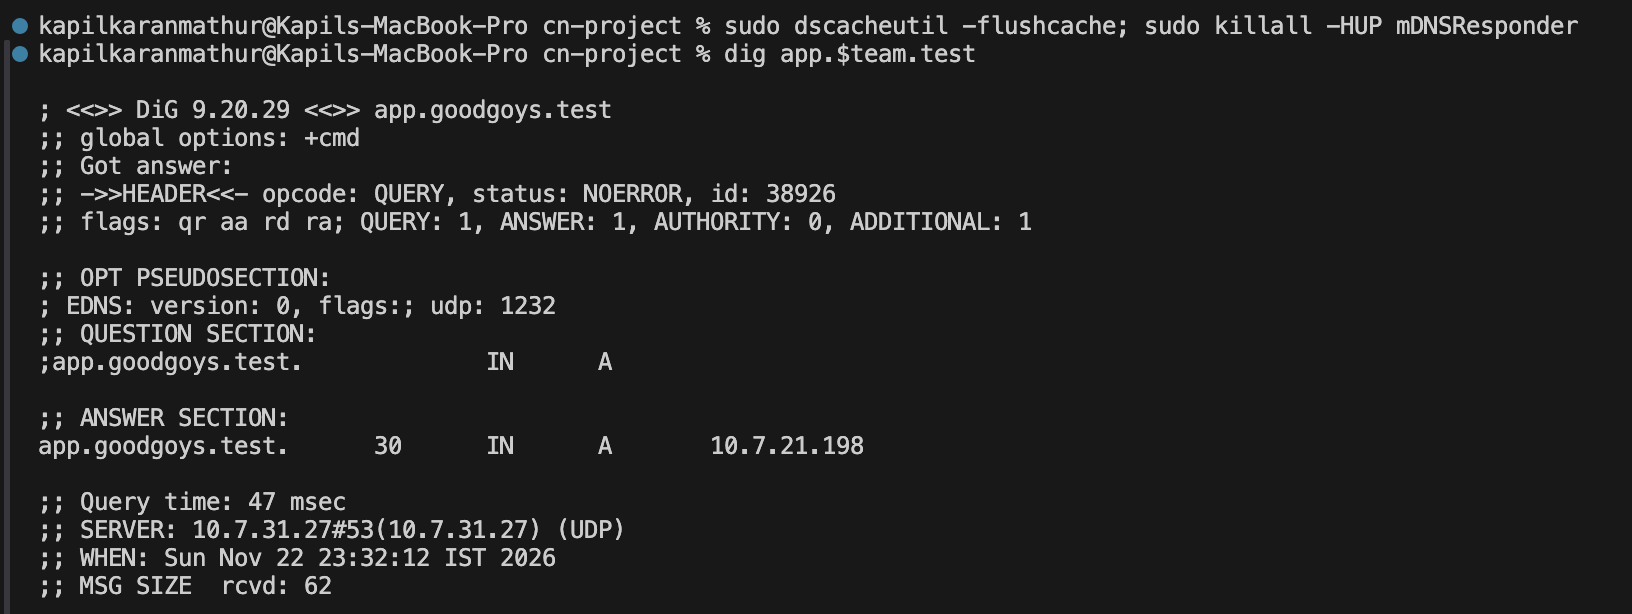 kapilkaranmathur@Kapils-MacBook-Pro cn-project % sudo dscacheutil -flushcache; sudo killall -HUP mDNSResponder
kapilkaranmathur@Kapils-MacBook-Pro cn-project % dig app.$team.test
; <<>> DiG 9.20.29 <<>> app.goodgoys.test
;; global options: +cmd
;; Got answer:
;; ->>HEADER<<- opcode: QUERY, status: NOERROR, id: 38926
;; flags: qr aa rd ra; QUERY: 1, ANSWER: 1, AUTHORITY: 0, ADDITIONAL: 1
;; OPT PSEUDOSECTION:
; EDNS: version: 0, flags:; udp: 1232
;; QUESTION SECTION:
;app.goodgoys.test. IN A
;; ANSWER SECTION:
app.goodgoys.test. 30 IN A 10.7.21.198
;; Query time: 47 msec
;; SERVER: 10.7.31.27#53(10.7.31.27) (UDP)
;; WHEN: Sun Nov 22 23:32:12 IST 2026
;; MSG SIZE  rcvd: 62